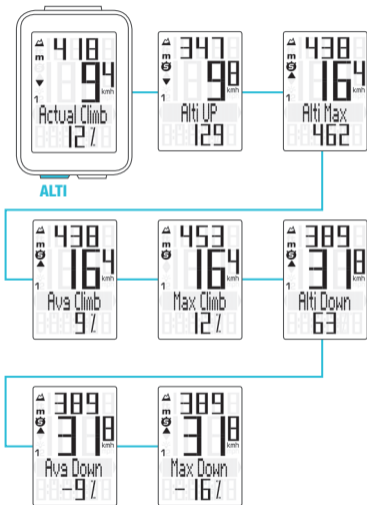 418
m
94
kmh
1
Actual Climb
12%
ALTI
347
m
98
kmh
1
Alti UP
129
438
m
164
kmh
1
Alti Max
462
438
m
164
kmh
1
Avg Climb
9%
453
m
164
kmh
1
Max Climb
12%
389
m
318
kmh
1
Alti Down
63
389
m
318
kmh
1
Avg Down
-9%
389
m
318
kmh
1
Max Down
-16%